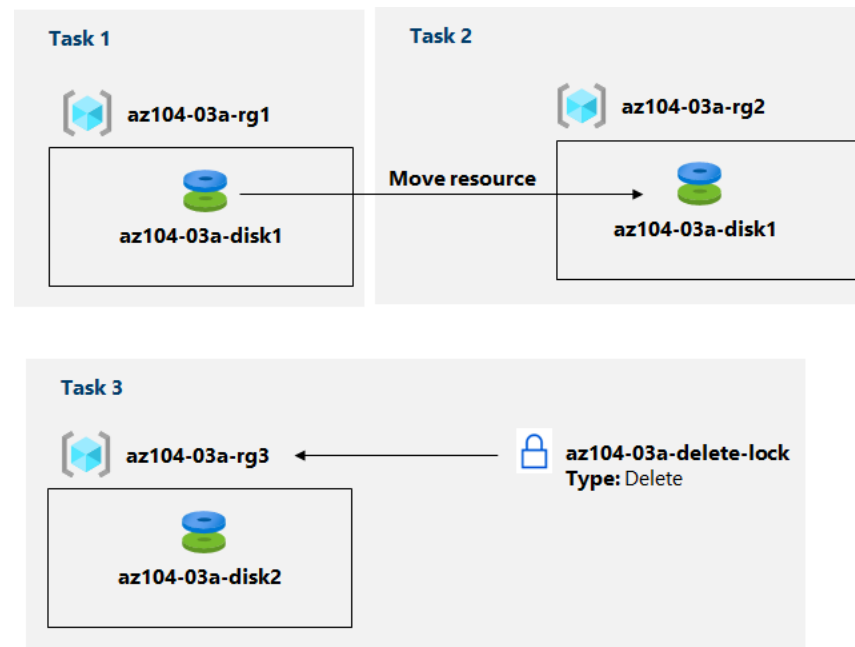 Task 1
az104-03a-rg1
az104-03a-disk1
Task 2
az104-03a-rg2
Move resource
az104-03a-disk1
Task 3
az104-03a-rg3
az104-03a-disk2
az104-03a-delete-lock
Type: Delete